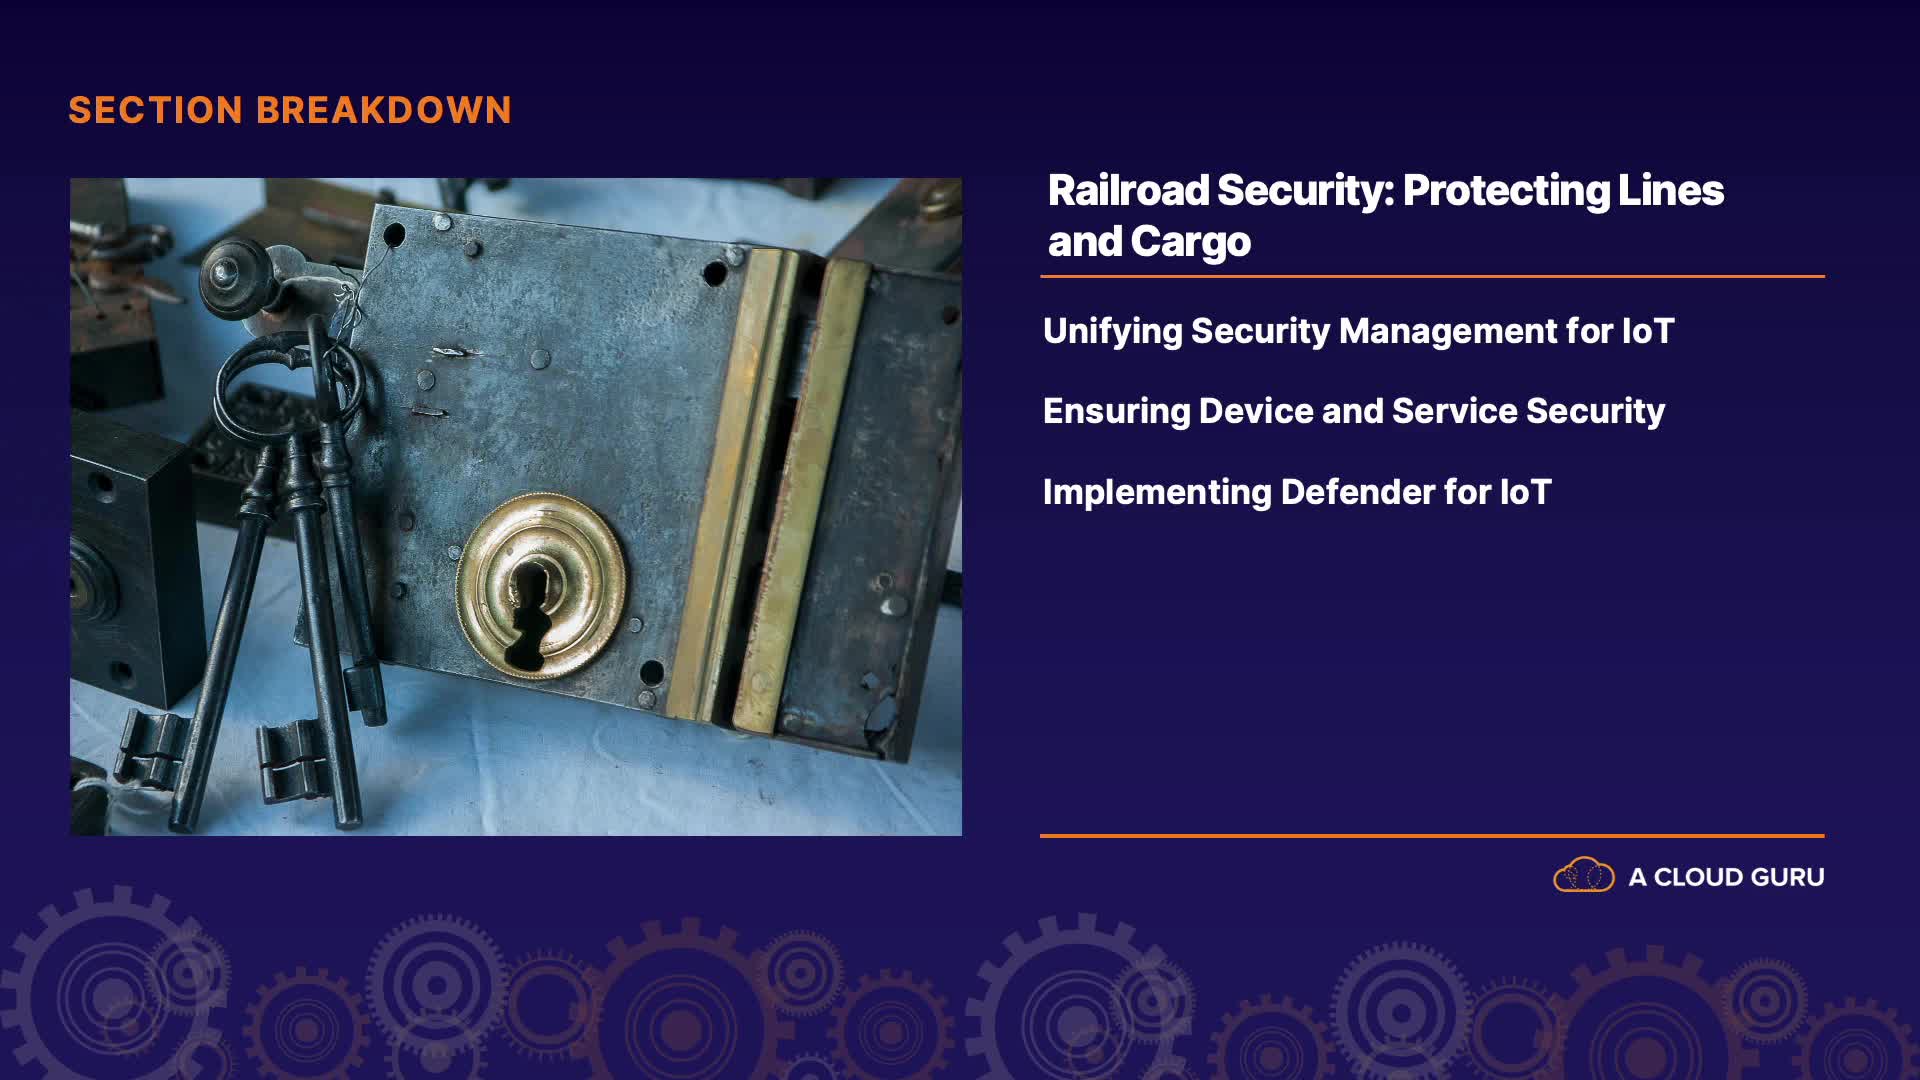 SECTION BREAKDOWN
Railroad Security: Protecting Lines
and Cargo
Unifying Security Management for IoT
Ensuring Device and Service Security
Implementing Defender for IoT
A CLOUD GURU